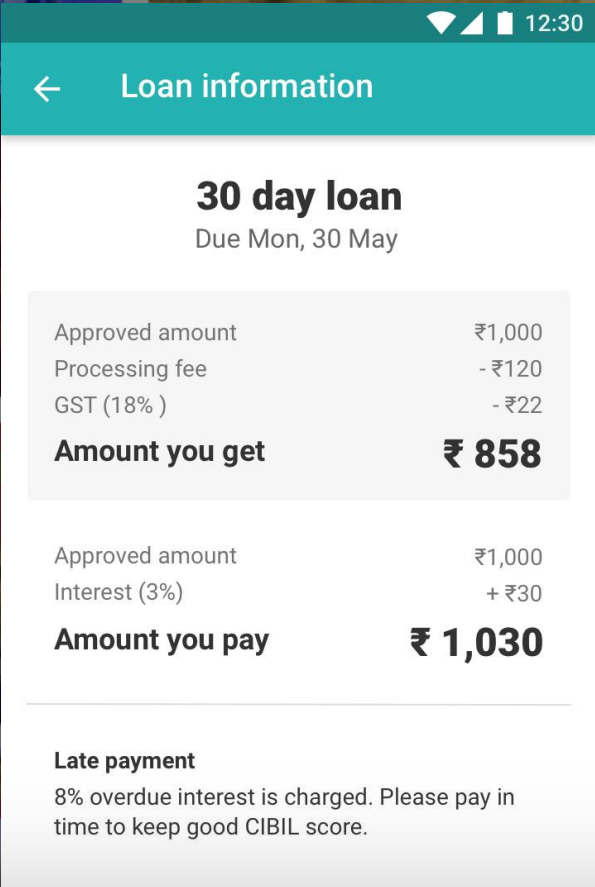 12:30
Loan information
30 day loan
Due Mon, 30 May
Approved amount ₹1,000
Processing fee - ₹120
GST (18% ) - ₹22
Amount you get ₹ 858
Approved amount ₹1,000
Interest (3%) + ₹30
Amount you pay ₹ 1,030
Late payment
8% overdue interest is charged. Please pay in
time to keep good CIBIL score.